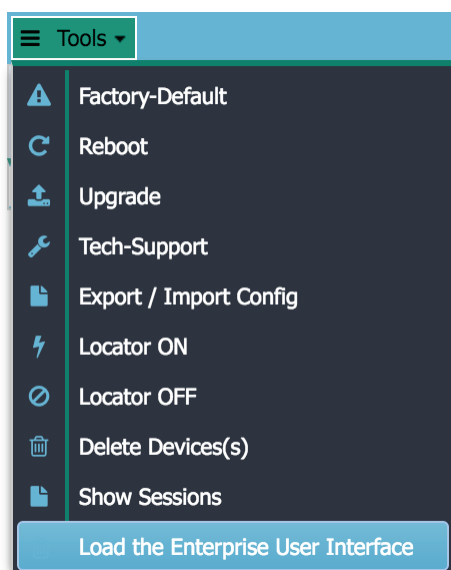 Tools
Factory-Default
Reboot
Upgrade
Tech-Support
Export / Import Config
Locator ON
Locator OFF
Delete Devices(s)
Show Sessions
Load the Enterprise User Interface